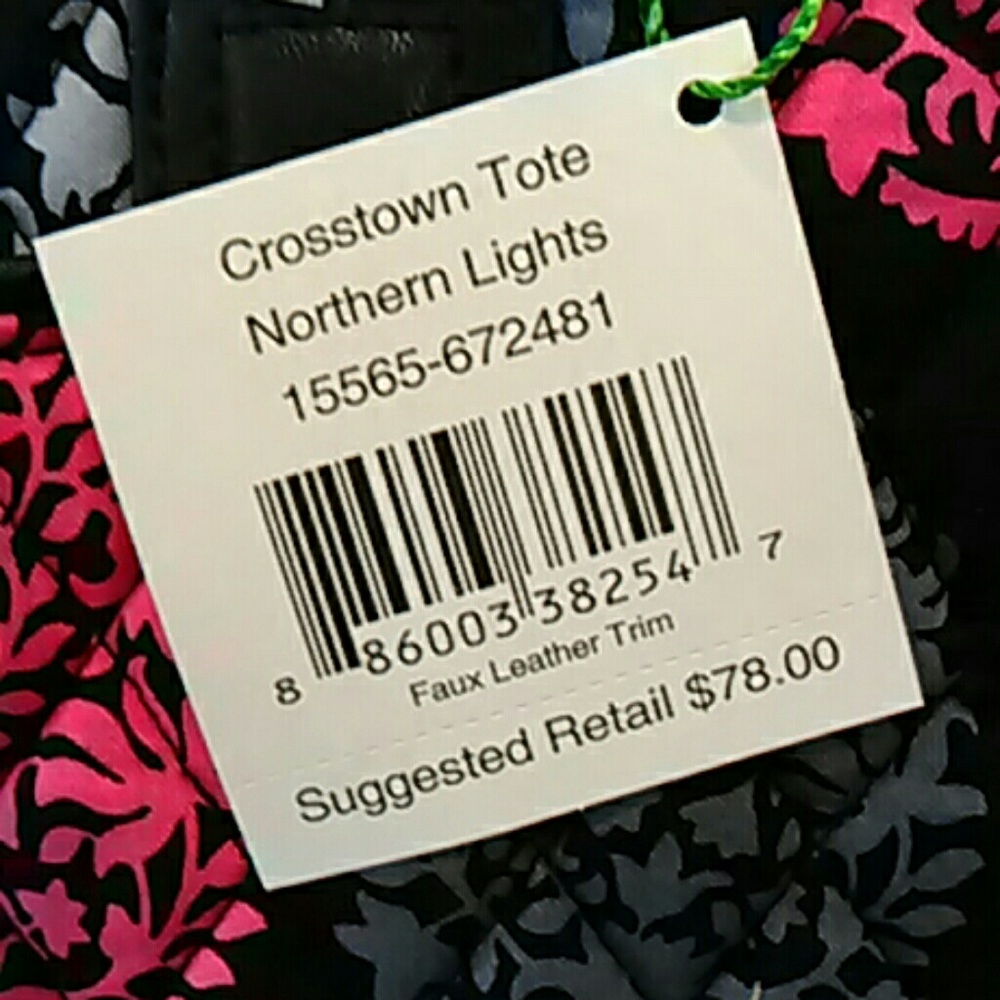 Crosstown Tote
Northern Lights
15565-672481
8 86003 38254 7
Faux Leather Trim
Suggested Retail $78.00